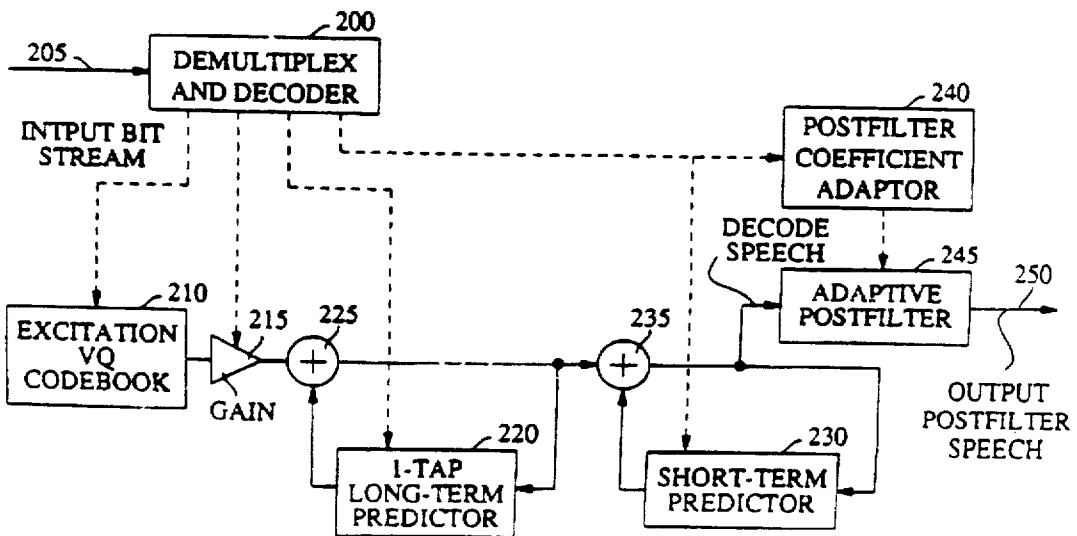 200
205
DEMULTIPLEX
AND DECODER
INTPUT BIT
STREAM
240
POSTFILTER
COEFFICIENT
ADAPTOR
DECODE
SPEECH
245
250
ADAPTIVE
POSTFILTER
210
EXCITATION
VQ
CODEBOOK
215
GAIN
225
+
235
+
OUTPUT
POSTFILTER
SPEECH
220
1-TAP
LONG-TERM
PREDICTOR
230
SHORT-TERM
PREDICTOR